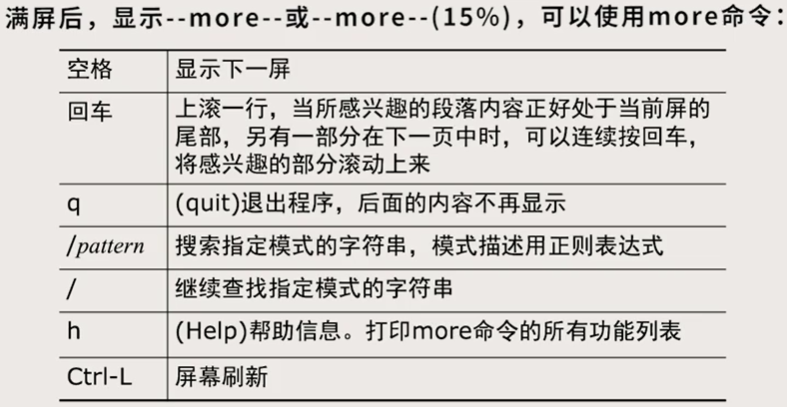 满屏后，显示--more--或--more--(15%)，可以使用more命令：
空格 显示下一屏
回车 上滚一行，当所感兴趣的段落内容正好处于当前屏的
尾部，另有一部分在下一页中时，可以连续按回车，
将感兴趣的部分滚动上来
q (quit)退出程序，后面的内容不再显示
/pattern 搜索指定模式的字符串，模式描述用正则表达式
/ 继续查找指定模式的字符串
h (Help)帮助信息。打印more命令的所有功能列表
Ctrl-L 屏幕刷新